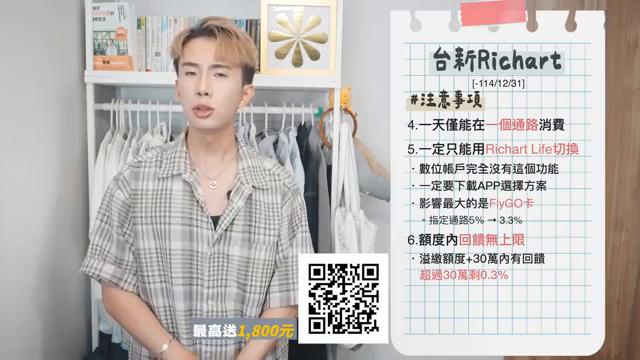 台新Richart
[-114/12/31]
#注意事項
4.一天僅能在一個通路消費
5.一定只能用Richart Life切換
·數位帳戶完全沒有這個功能
·一定要下載APP選擇方案
·影響最大的是FlyGO卡
◦指定通路5% → 3.3%
6.額度內回饋無上限
·溢繳額度+30萬內有回饋
超過30萬剩0.3%
最高送1,800元